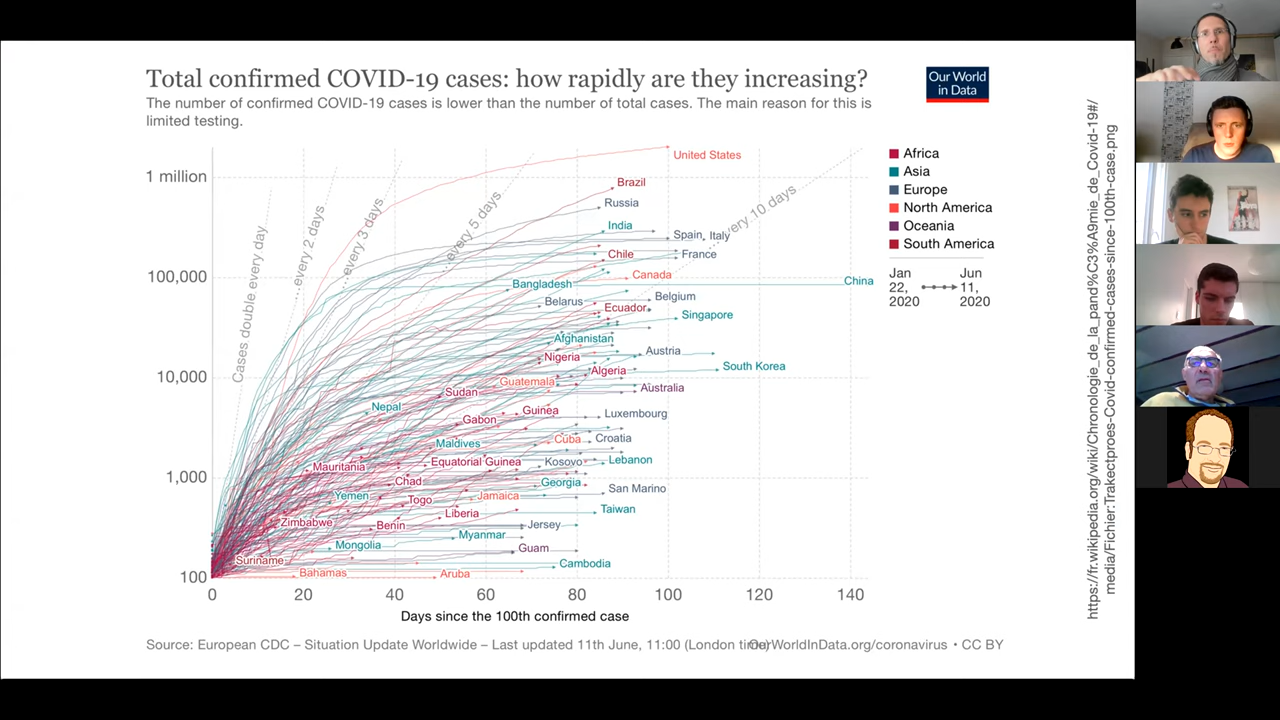 Total confirmed COVID-19 cases: how rapidly are they increasing?
The number of confirmed COVID-19 cases is lower than the number of total cases. The main reason for this is
limited testing.
Our World
in Data
1 million
100,000
10,000
1,000
100
0
20
40
60
80
100
120
140
Days since the 100th confirmed case
Cases double every day
every 2 days
every 3 days
every 5 days
every 10 days
United States
Brazil
Russia
India
Spain
Italy
Chile
France
Canada
Bangladesh
China
Belarus
Belgium
Ecuador
Singapore
Afghanistan
Nigeria
Austria
Algeria
South Korea
Guatemala
Sudan
Australia
Nepal
Guinea
Luxembourg
Gabon
Maldives
Cuba
Croatia
Mauritania
Equatorial Guinea
Kosovo
Lebanon
Chad
Georgia
Yemen
Togo
Jamaica
San Marino
Liberia
Taiwan
Zimbabwe
Benin
Jersey
Myanmar
Mongolia
Guam
Suriname
Cambodia
Bahamas
Aruba
Africa
Asia
Europe
North America
Oceania
South America
Jan
22,
2020
Jun
11,
2020
Source: European CDC – Situation Update Worldwide – Last updated 11th June, 11:00 (London time)
OurWorldInData.org/coronavirus • CC BY
https://fr.wikipedia.org/wiki/Chronologie_de_la_pand%C3%A9mie_de_Covid-19#/
media/Fichier:Trakectproes-Covid-confirmed-cases-since-100th-case.png